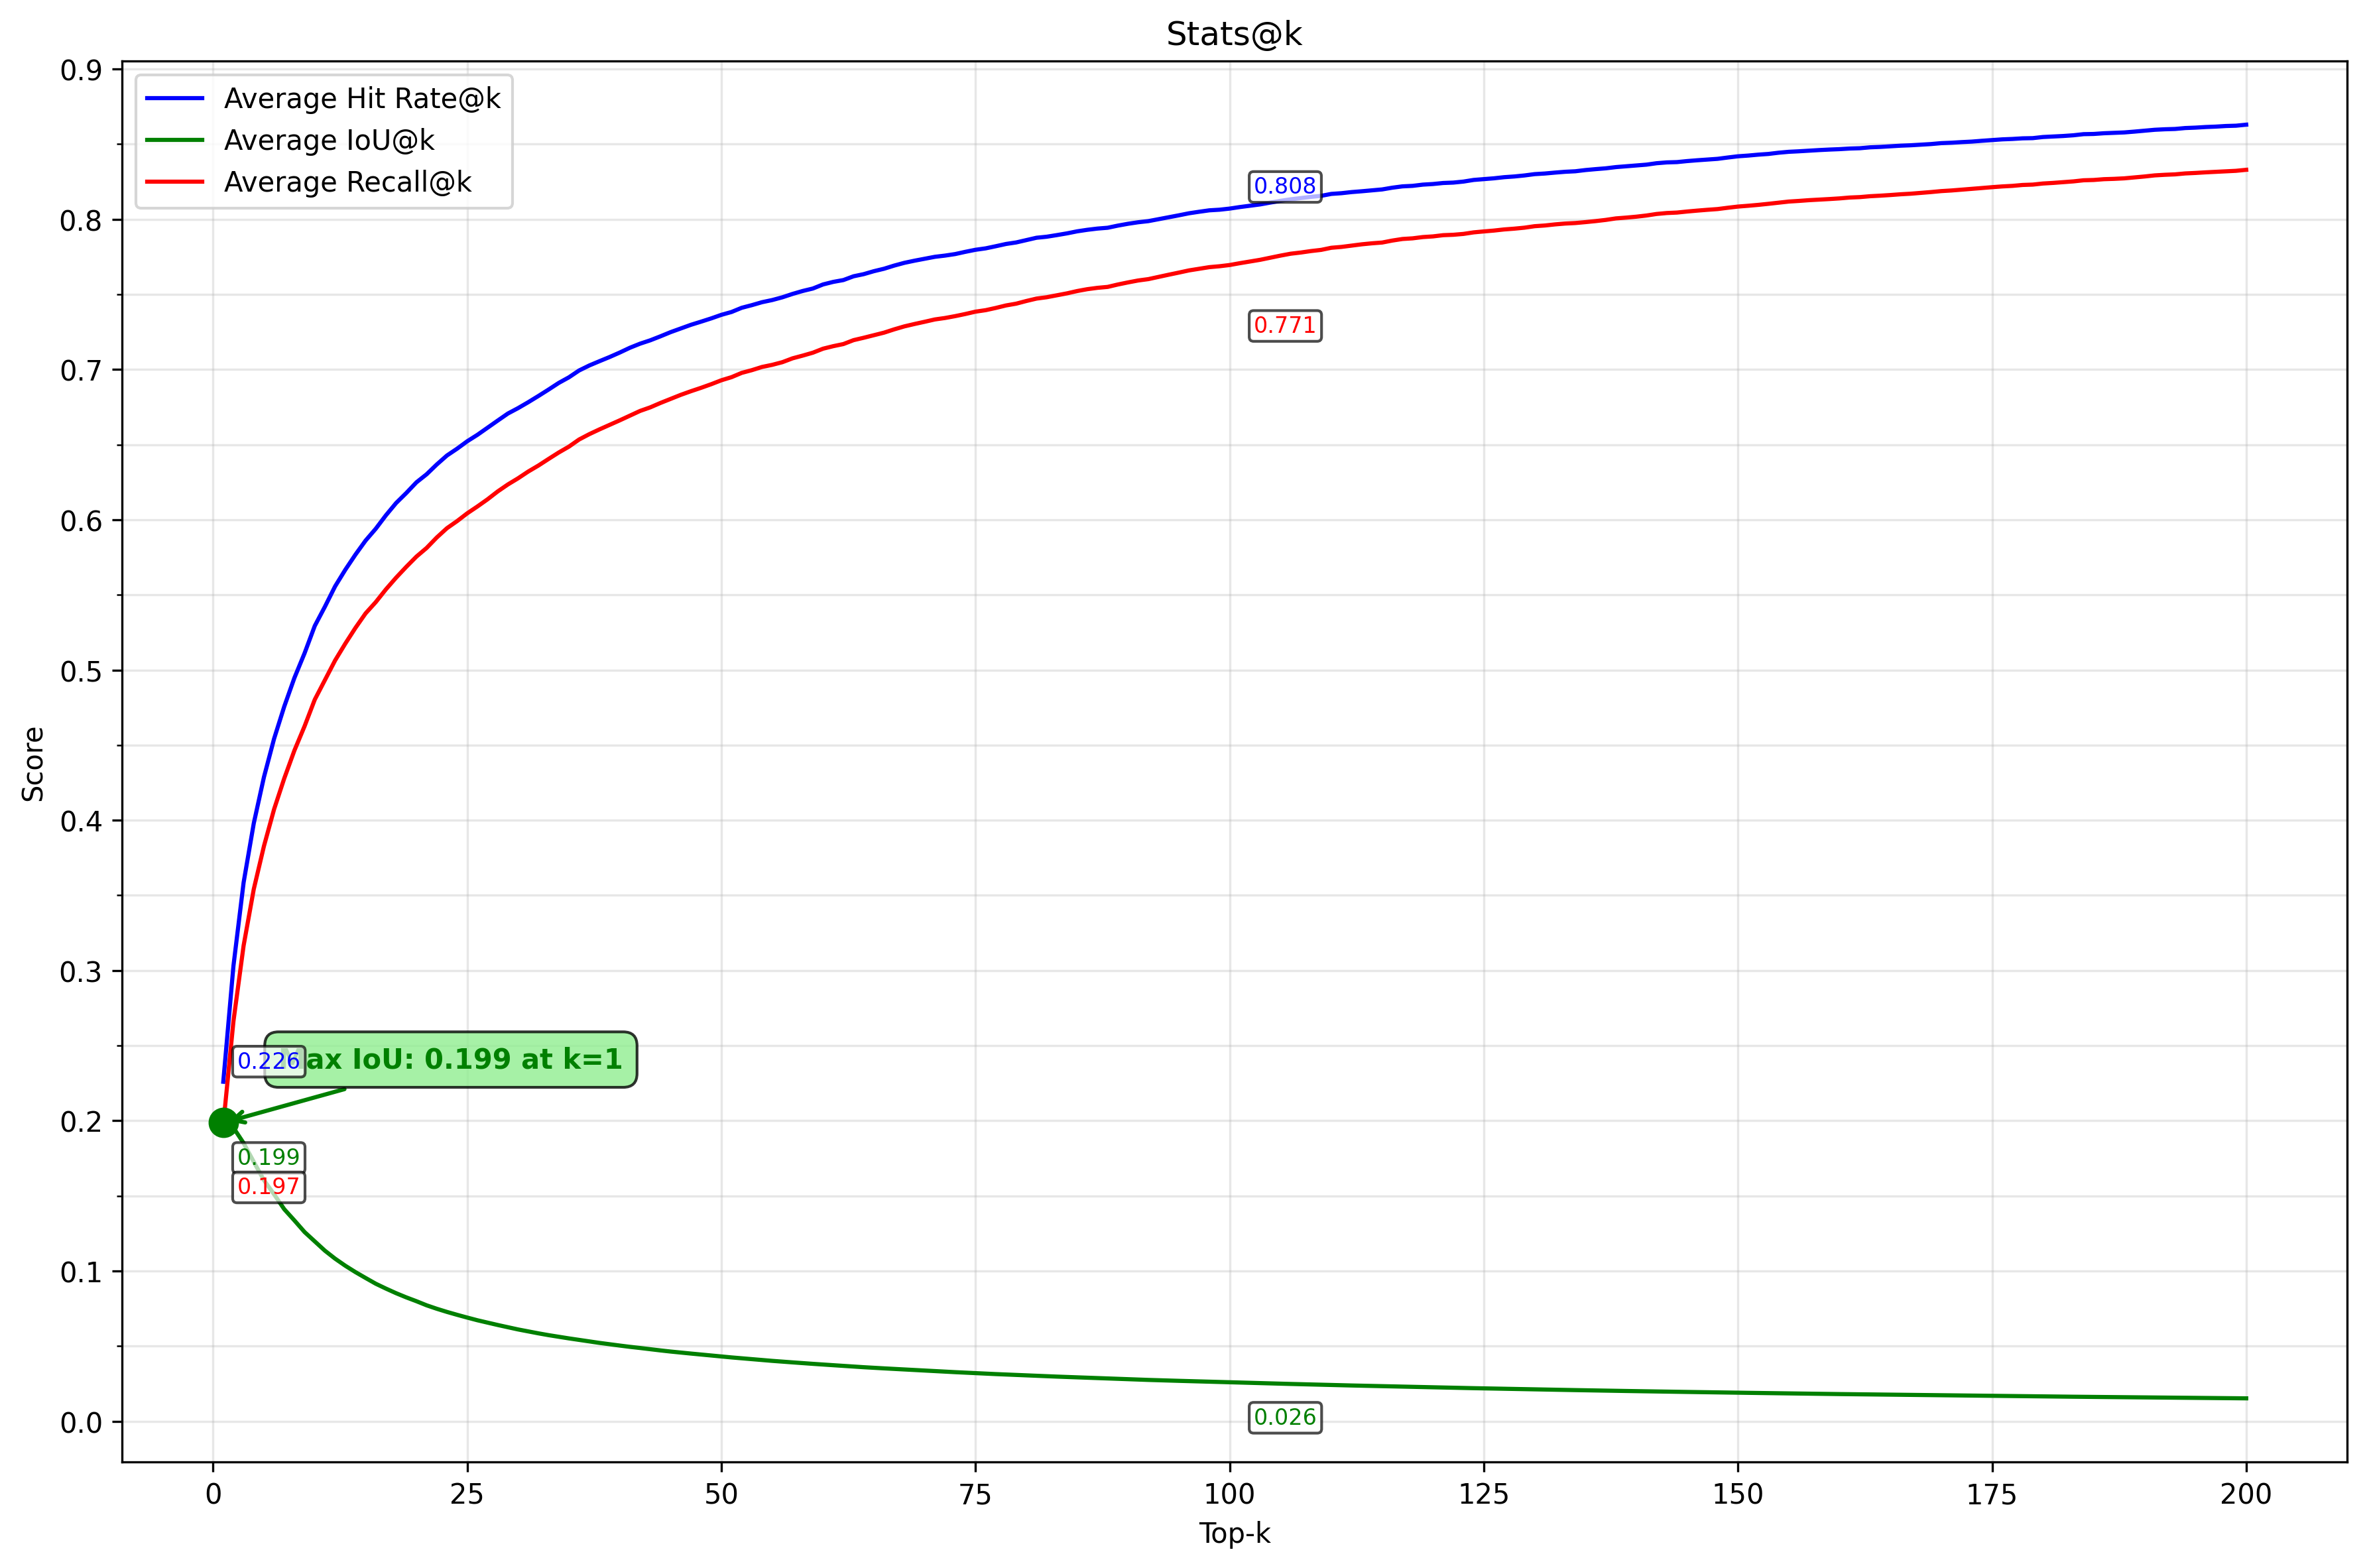 Stats@k
Average Hit Rate@k
Average IoU@k
Average Recall@k
0.9
0.8
0.7
0.6
0.5
0.4
0.3
0.2
0.1
0.0
Score
0.808
0.771
0.226
ax IoU: 0.199 at k=1
0.199
0.197
0.026
0 25 50 75 100 125 150 175 200
Top-k